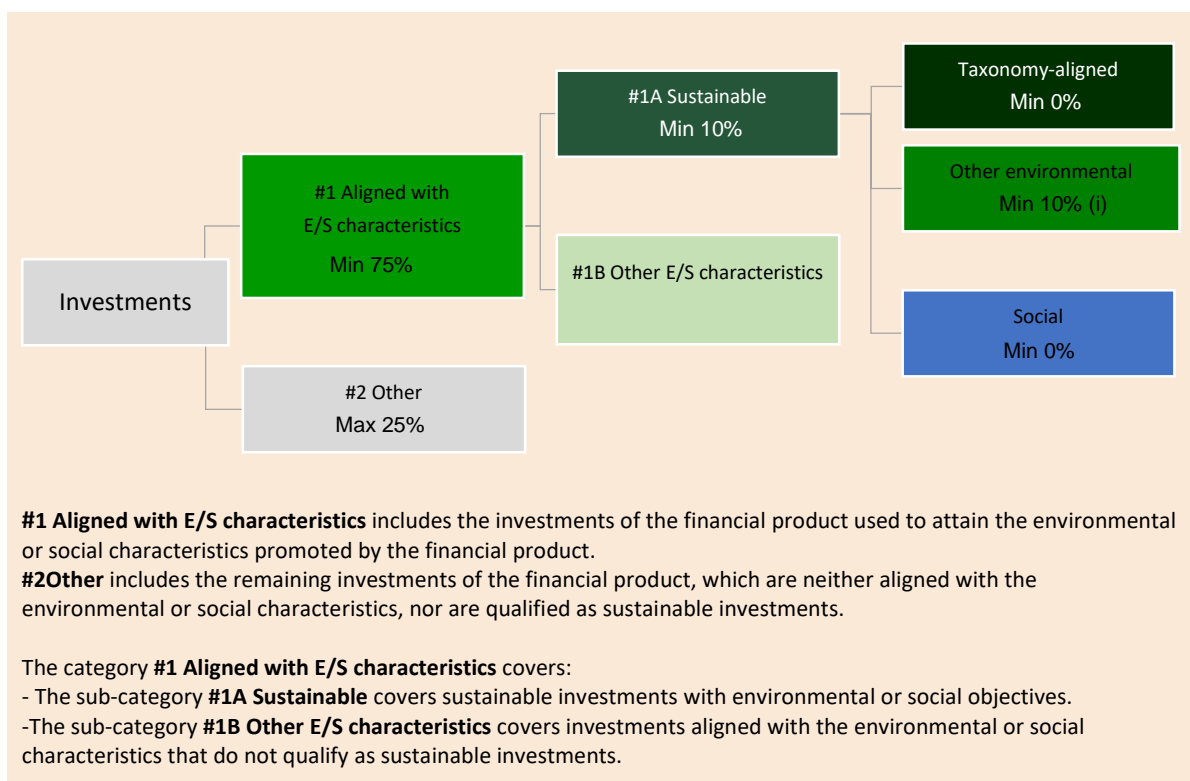 Taxonomy-aligned
Min 0%
#1A Sustainable
Min 10%
Other environmental
Min 10% (i)
#1 Aligned with
E/S characteristics
Min 75%
#1B Other E/S characteristics
Investments
Social
Min 0%
#2 Other
Max 25%
#1 Aligned with E/S characteristics includes the investments of the financial product used to attain the environmental
or social characteristics promoted by the financial product.
#2Other includes the remaining investments of the financial product, which are neither aligned with the
environmental or social characteristics, nor are qualified as sustainable investments.
The category #1 Aligned with E/S characteristics covers:
- The sub-category #1A Sustainable covers sustainable investments with environmental or social objectives.
-The sub-category #1B Other E/S characteristics covers investments aligned with the environmental or social
characteristics that do not qualify as sustainable investments.